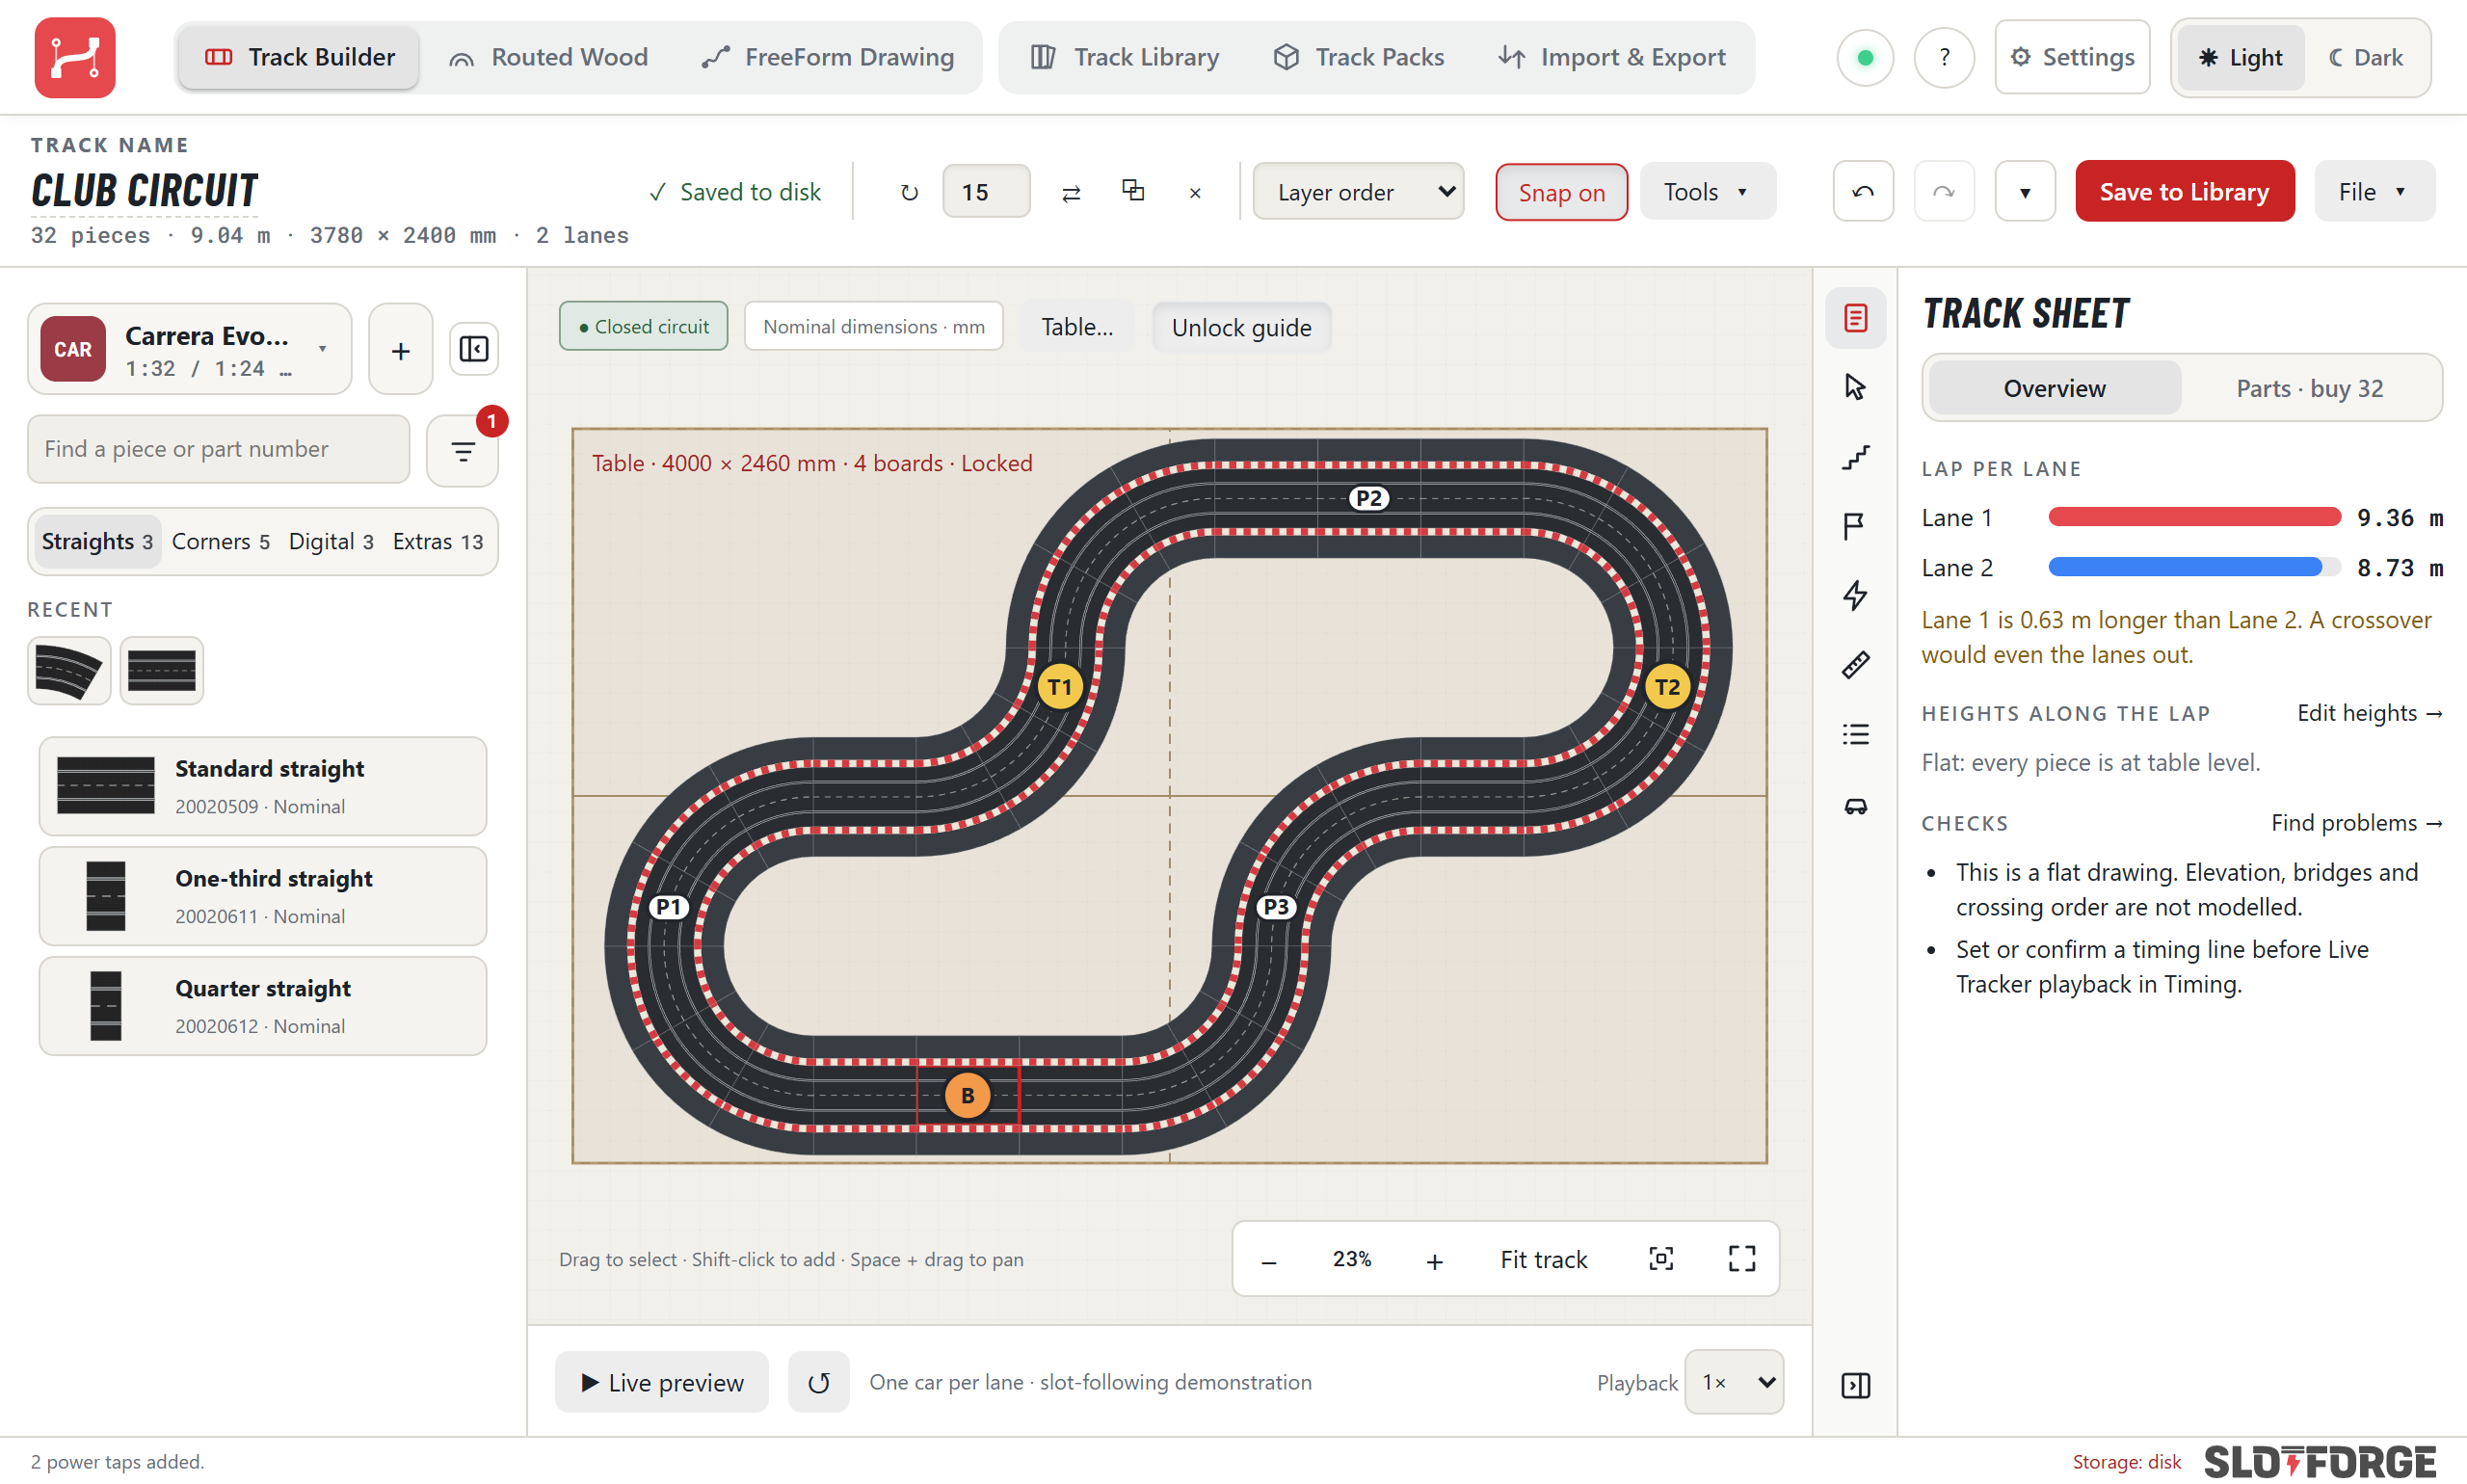 Track Builder
Routed Wood
FreeForm Drawing
Track Library
Track Packs
Import & Export
?
Settings
Light
Dark
TRACK NAME
CLUB CIRCUIT
32 pieces · 9.04 m · 3780 × 2400 mm · 2 lanes
✓ Saved to disk
15
Layer order
Snap on
Tools
Save to Library
File
CAR
Carrera Evo...
1:32 / 1:24 …
+
Find a piece or part number
1
Straights 3
Corners 5
Digital 3
Extras 13
RECENT
Standard straight
20020509 · Nominal
One-third straight
20020611 · Nominal
Quarter straight
20020612 · Nominal
● Closed circuit
Nominal dimensions · mm
Table...
Unlock guide
Table · 4000 × 2460 mm · 4 boards · Locked
P2
T1
T2
P1
P3
B
Drag to select · Shift-click to add · Space + drag to pan
− 23% + Fit track
Live preview
One car per lane · slot-following demonstration
Playback
1×
TRACK SHEET
Overview
Parts · buy 32
LAP PER LANE
Lane 1 9.36 m
Lane 2 8.73 m
Lane 1 is 0.63 m longer than Lane 2. A crossover
would even the lanes out.
HEIGHTS ALONG THE LAP
Edit heights →
Flat: every piece is at table level.
CHECKS
Find problems →
• This is a flat drawing. Elevation, bridges and
crossing order are not modelled.
• Set or confirm a timing line before Live
Tracker playback in Timing.
2 power taps added.
Storage: disk
SLOTFORGE